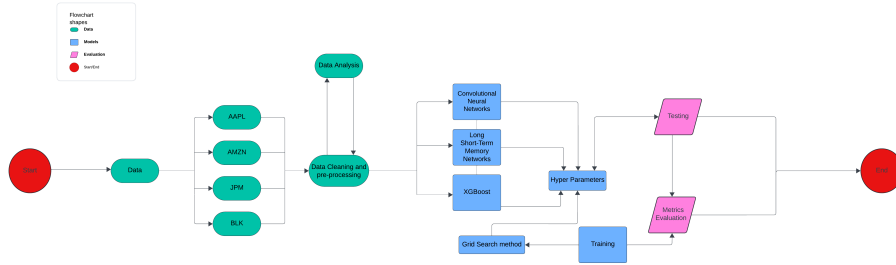 Flowchart
shapes
Data
Models
Evaluation
Start/End
Start
Data
AAPL
AMZN
JPM
BLK
Data Analysis
Data Cleaning and
pre-processing
Convolutional
Neural
Networks
Long
Short-Term
Memory
Networks
XGBoost
Hyper Parameters
Grid Search method
Training
Testing
Metrics
Evaluation
End